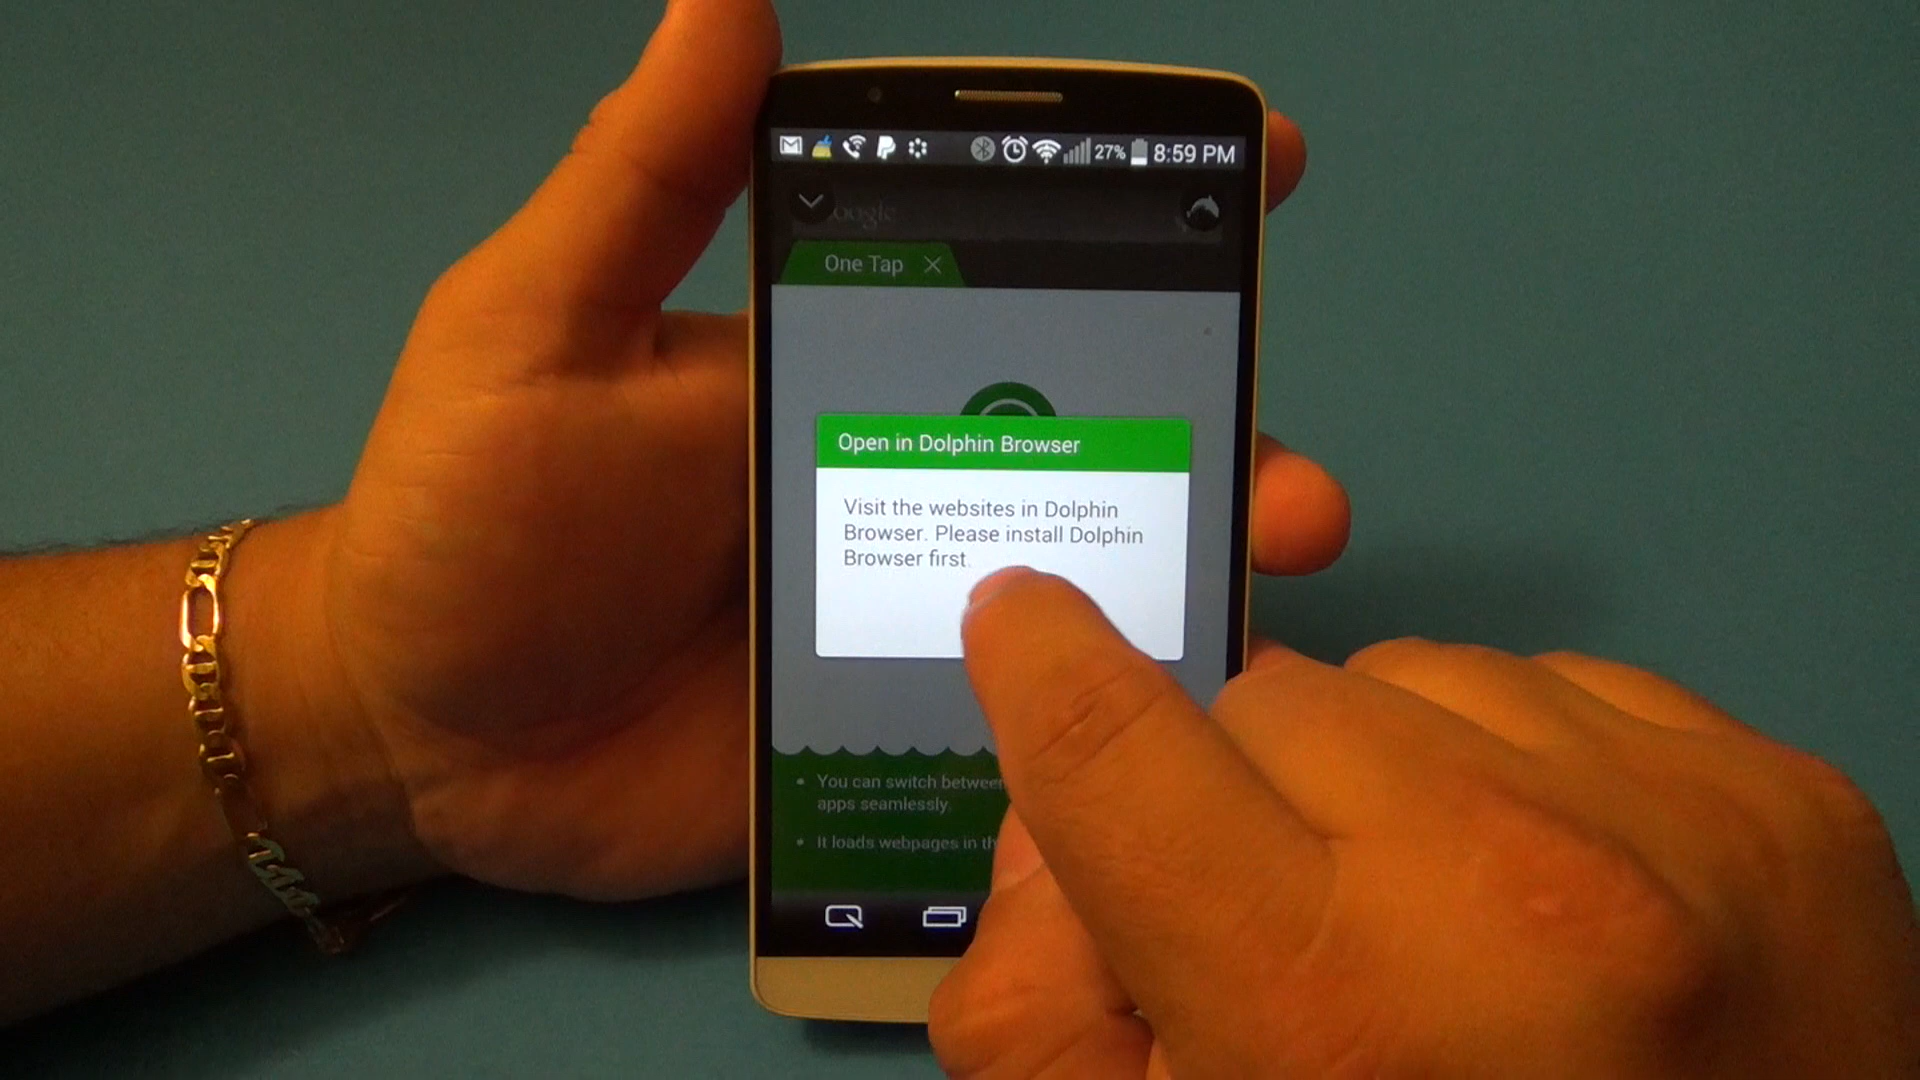 27% 8:59 PM
oogle
One Tap
Open in Dolphin Browser
Visit the websites in Dolphin
Browser. Please install Dolphin
Browser first.
• You can switch between
apps seamlessly.
• It loads webpages in th